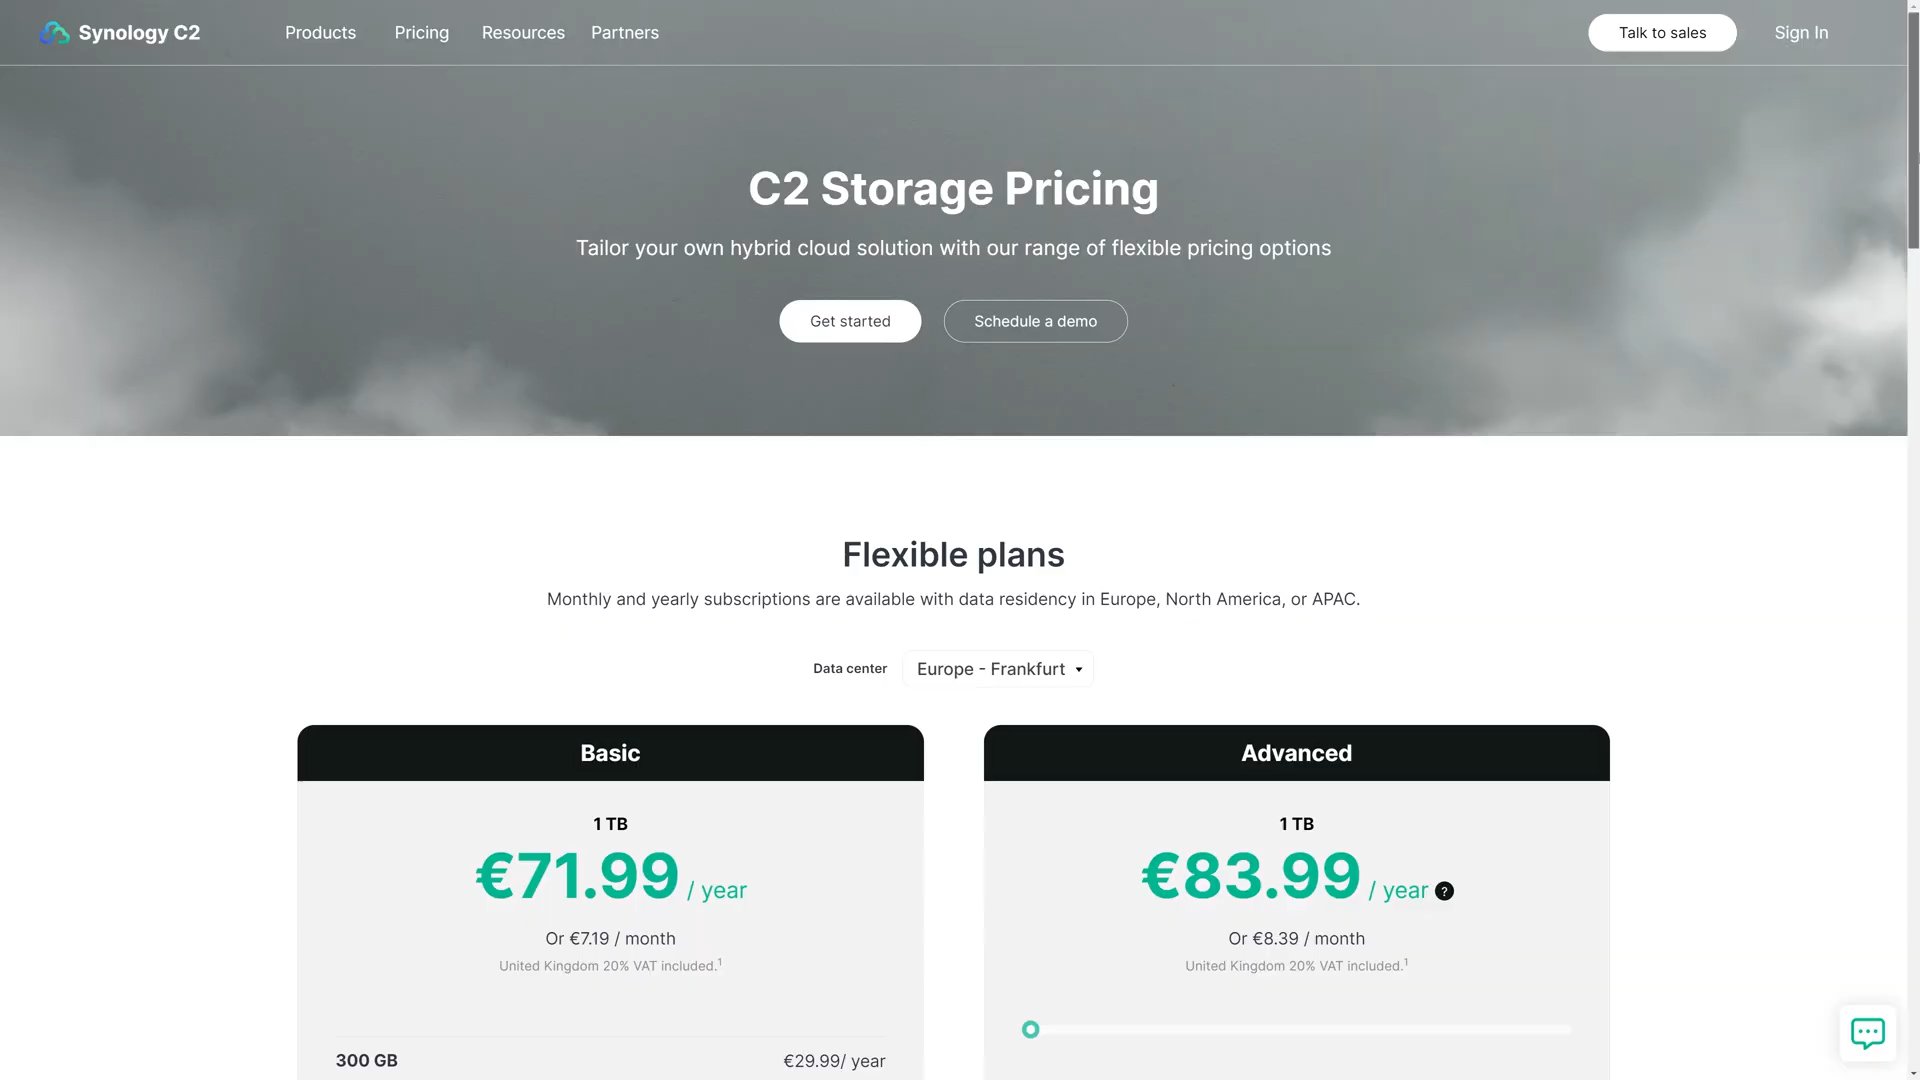 Synology C2
Products
Pricing
Resources
Partners
Talk to sales
Sign In
C2 Storage Pricing
Tailor your own hybrid cloud solution with our range of flexible pricing options
Get started
Schedule a demo
Flexible plans
Monthly and yearly subscriptions are available with data residency in Europe, North America, or APAC.
Data center
Europe - Frankfurt
Basic
1 TB
€71.99 / year
Or €7.19 / month
United Kingdom 20% VAT included.1
300 GB €29.99/ year
Advanced
1 TB
€83.99 / year ?
Or €8.39 / month
United Kingdom 20% VAT included.1